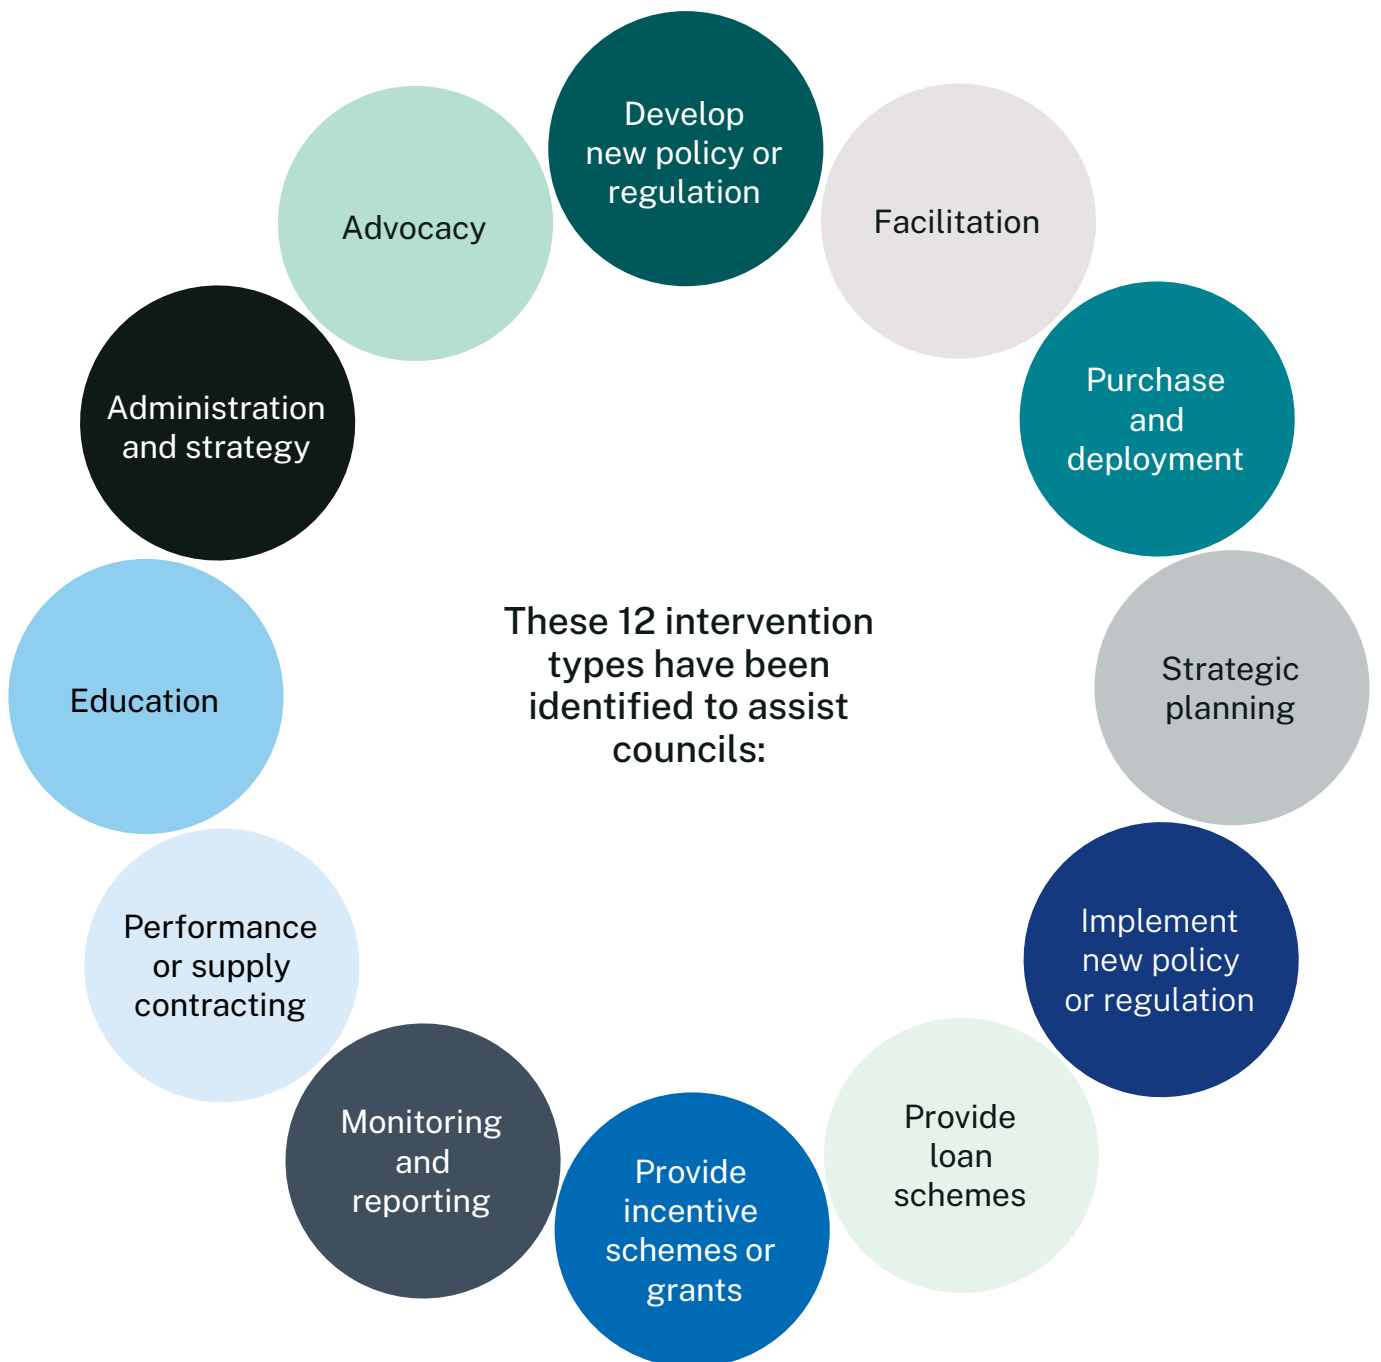 Develop
new policy or
regulation
Facilitation
Purchase
and
deployment
Strategic
planning
Implement
new policy
or regulation
Provide
loan
schemes
Provide
incentive
schemes or
grants
Monitoring
and
reporting
Performance
or supply
contracting
Education
Administration
and strategy
Advocacy
These 12 intervention
types have been
identified to assist
councils: